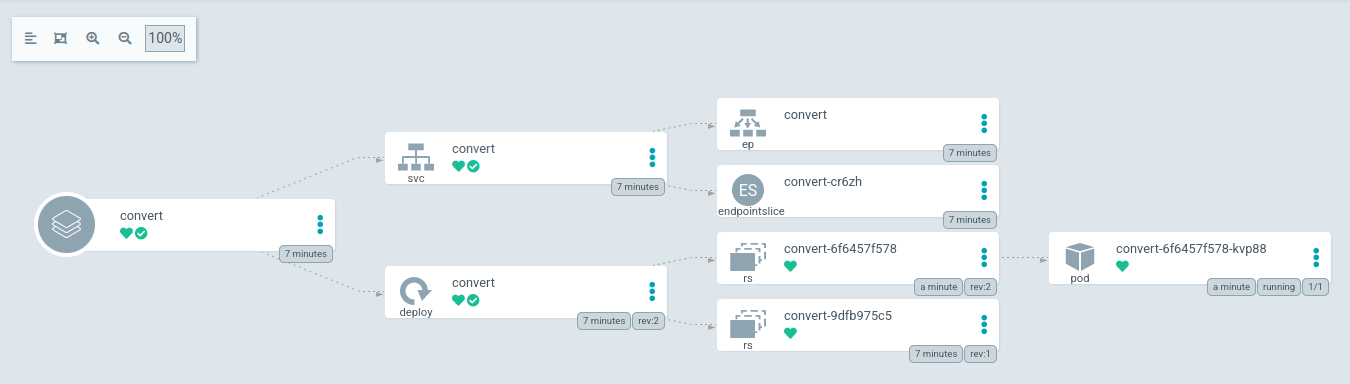 100%
convert
7 minutes
convert
svc
7 minutes
convert
deploy
7 minutes rev:2
convert
ep
7 minutes
ES
convert-cr6zh
endpointslice
7 minutes
convert-6f6457f578
rs
a minute rev:2
convert-9dfb975c5
rs
7 minutes rev:1
convert-6f6457f578-kvp88
pod
a minute running 1/1